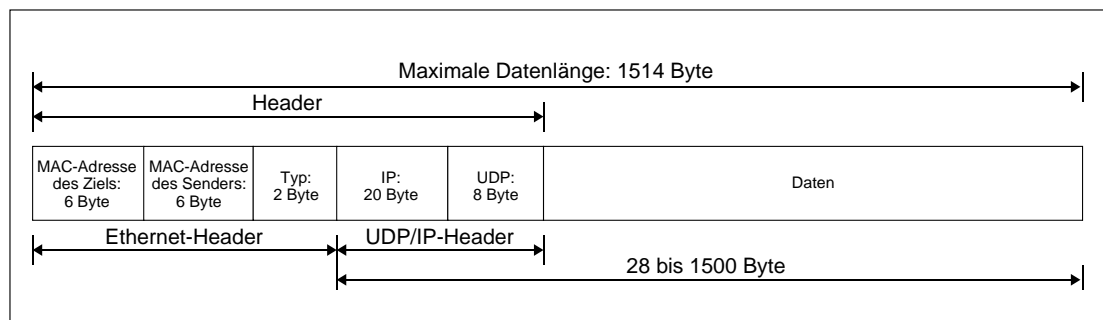 Maximale Datenlänge: 1514 Byte
Header
MAC-Adresse
des Ziels:
6 Byte
MAC-Adresse
des Senders:
6 Byte
Typ:
2 Byte
IP:
20 Byte
UDP:
8 Byte
Daten
Ethernet-Header
UDP/IP-Header
28 bis 1500 Byte